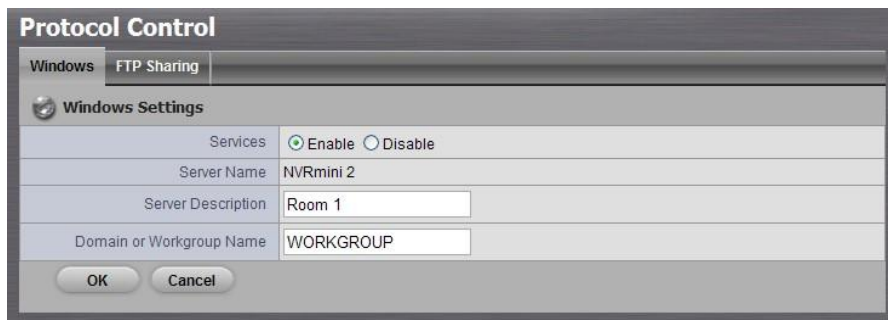 Protocol Control
Windows FTP Sharing
Windows Settings
Services Enable Disable
Server Name NVRmini 2
Server Description Room 1
Domain or Workgroup Name WORKGROUP
OK Cancel